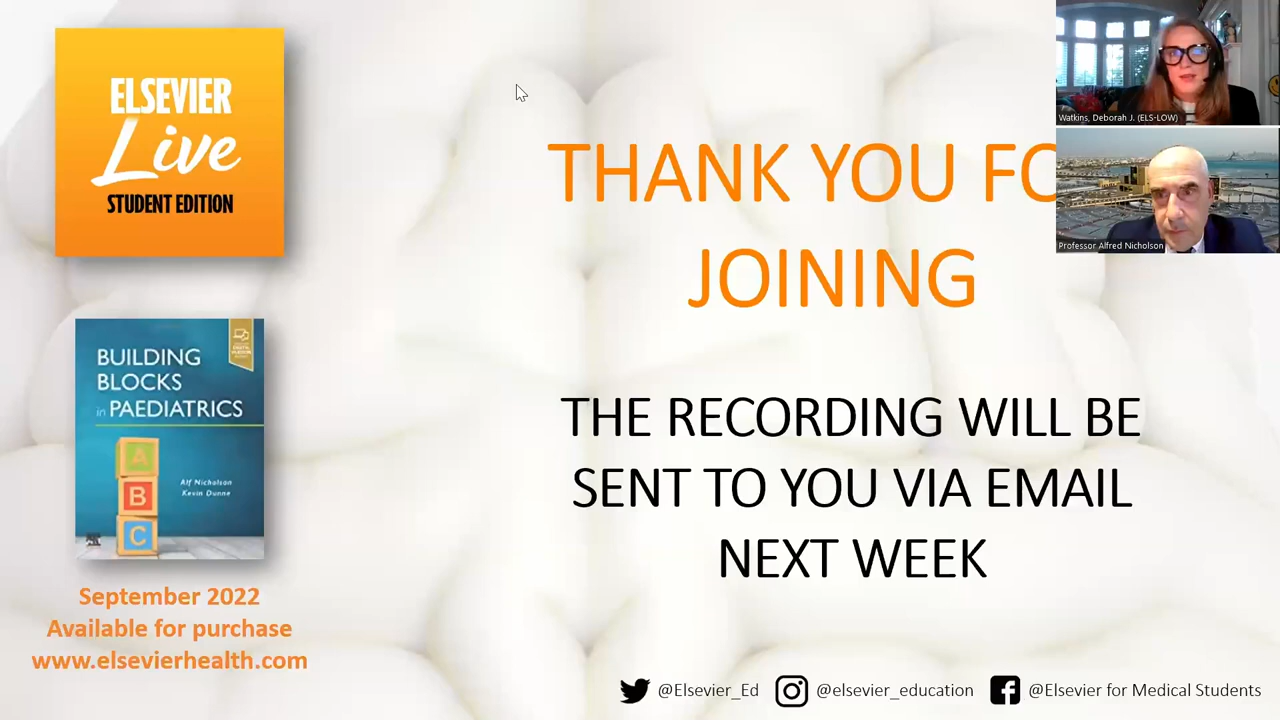 ELSEVIER
Live
STUDENT EDITION
THANK YOU FO
JOINING
THE RECORDING WILL BE
SENT TO YOU VIA EMAIL
NEXT WEEK
BUILDING
BLOCKS
in PAEDIATRICS
Alf Nicholson
Kevin Dunne
A
B
C
September 2022
Available for purchase
www.elsevierhealth.com
@Elsevier_Ed
@elsevier_education
@Elsevier for Medical Students
Watkins, Deborah J. (ELS-LOW)
Professor Alfred Nicholson